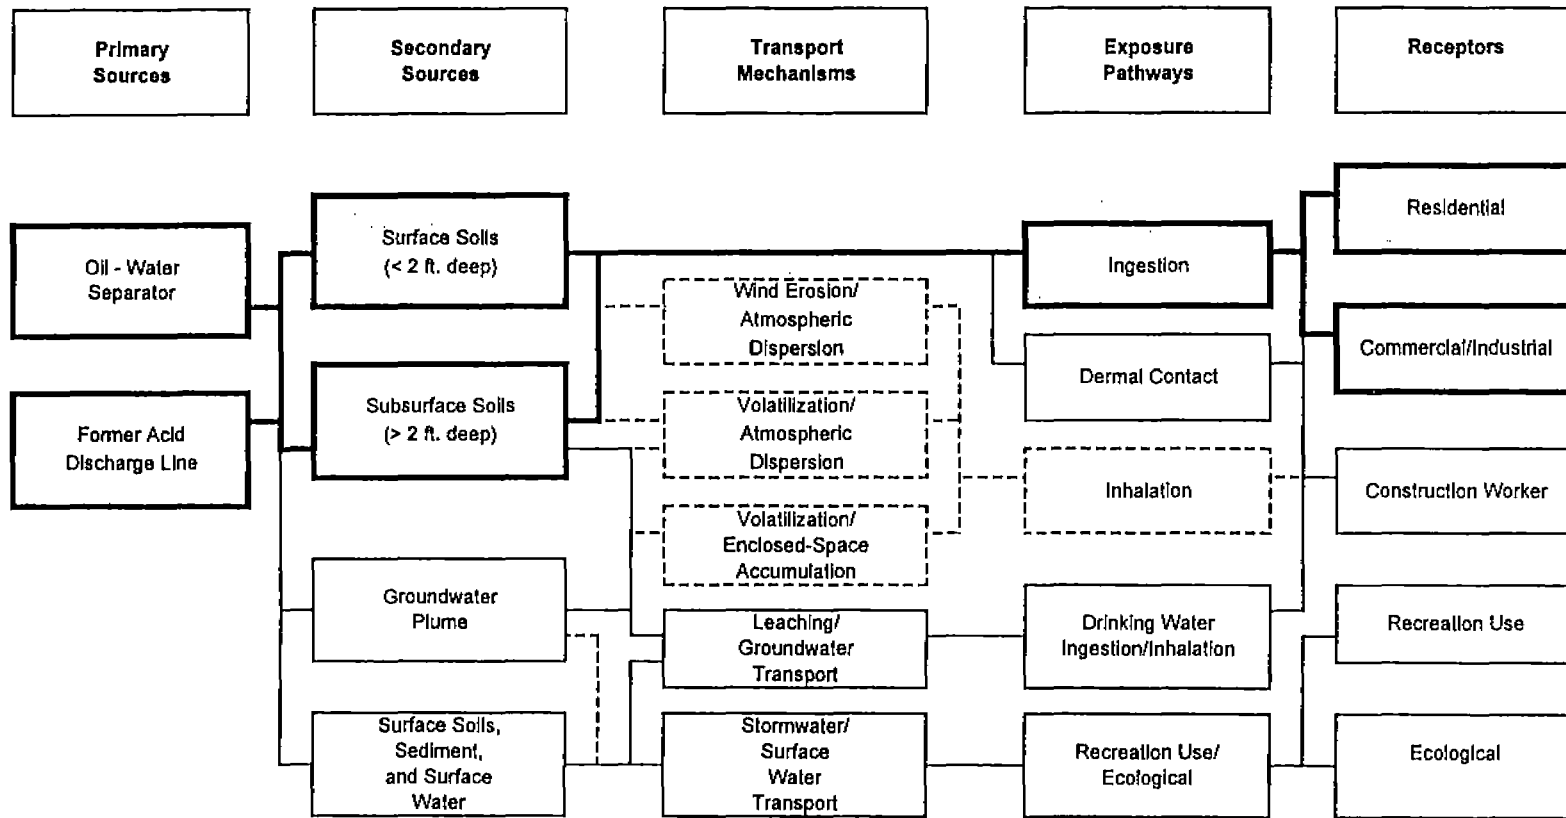 Primary
Sources
Secondary
Sources
Transport
Mechanisms
Exposure
Pathways
Receptors
Oil - Water
Separator
Former Acid
Discharge Line
Surface Soils
(< 2 ft. deep)
Subsurface Soils
(> 2 ft. deep)
Groundwater
Plume
Surface Soils,
Sediment,
and Surface
Water
Wind Erosion/
Atmospheric
Dispersion
Volatilization/
Atmospheric
Dispersion
Volatilization/
Enclosed-Space
Accumulation
Leaching/
Groundwater
Transport
Stormwater/
Surface
Water
Transport
Ingestion
Dermal Contact
Inhalation
Drinking Water
Ingestion/Inhalation
Recreation Use/
Ecological
Residential
Commercial/Industrial
Construction Worker
Recreation Use
Ecological